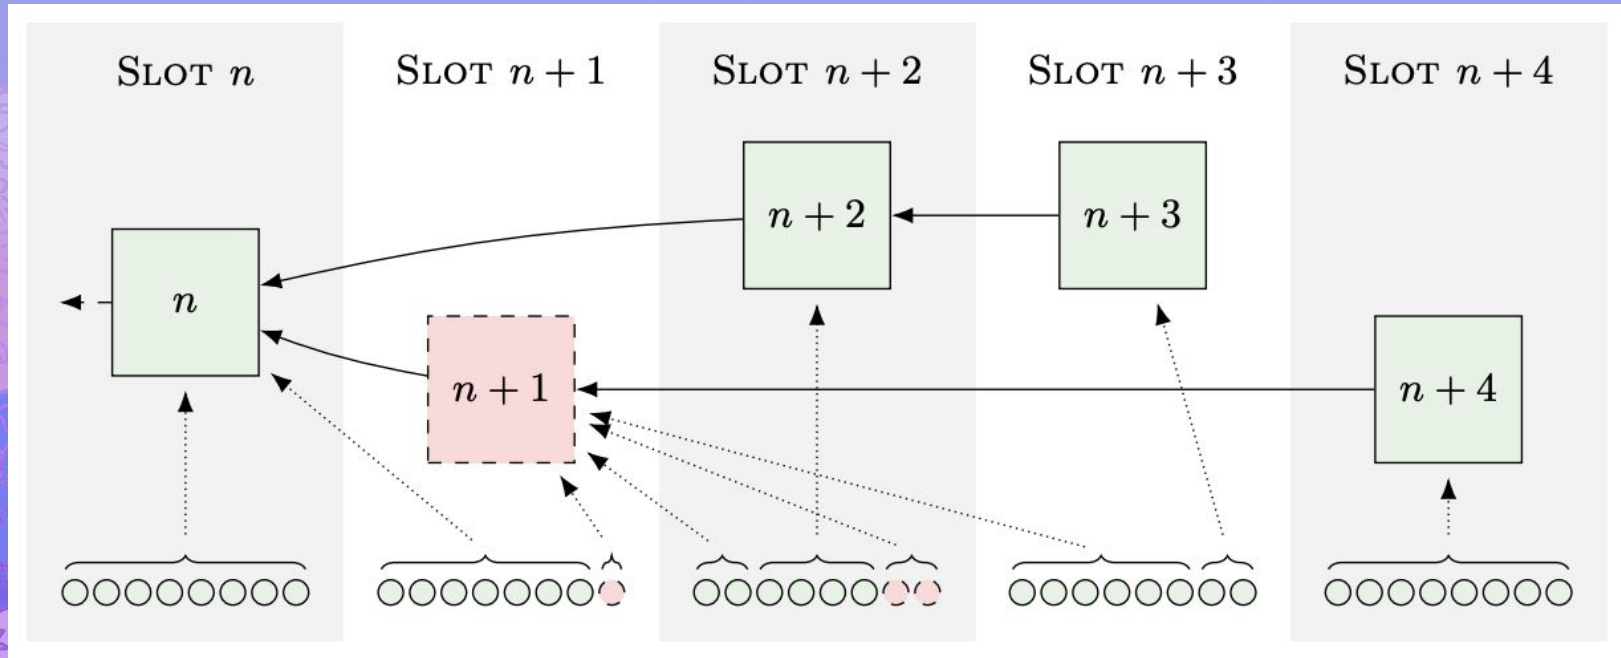 SLOT n SLOT n + 1 SLOT n + 2 SLOT n + 3 SLOT n + 4
n + 2 n + 3
n
n + 1 n + 4